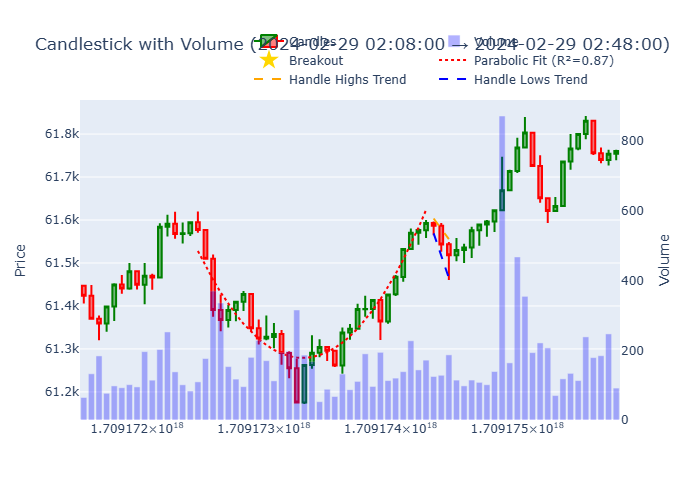 Candlestick with Volume (2024-02-29 02:08:00 → 2024-02-29 02:48:00)
Candles
Volume
Breakout
Parabolic Fit (R²=0.87)
Handle Highs Trend
Handle Lows Trend
61.8k
61.7k
61.6k
61.5k
61.4k
61.3k
61.2k
Price
800
600
400
200
0
Volume
1.709172×10¹⁸
1.709173×10¹⁸
1.709174×10¹⁸
1.709175×10¹⁸